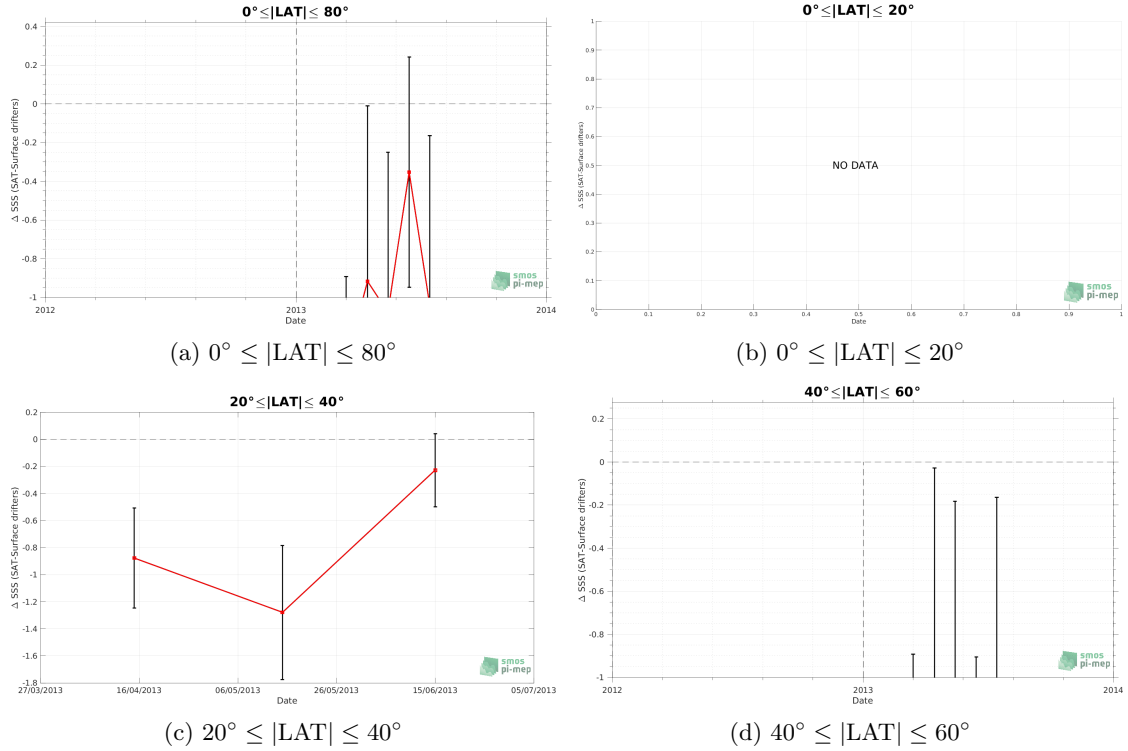 0°≤|LAT|≤ 80°
0.4
0.2
0
-0.2
-0.4
-0.6
-0.8
-1
Δ SSS (SAT-Surface drifters)
2012
2013
2014
Date
smos
pi-mep
(a) 0° ≤ |LAT| ≤ 80°
0°≤|LAT|≤ 20°
1
0.9
0.8
0.7
0.6
0.5
0.4
0.3
0.2
0.1
0
Δ SSS (SAT-Surface drifters)
NO DATA
0
0.1
0.2
0.3
0.4
0.5
0.6
0.7
0.8
0.9
1
Date
smos
pi-mep
(b) 0° ≤ |LAT| ≤ 20°
20°≤|LAT|≤ 40°
0.2
0
-0.2
-0.4
-0.6
-0.8
-1
-1.2
-1.4
-1.6
-1.8
Δ SSS (SAT-Surface drifters)
27/03/2013
16/04/2013
06/05/2013
26/05/2013
15/06/2013
05/07/2013
Date
smos
pi-mep
(c) 20° ≤ |LAT| ≤ 40°
40°≤|LAT|≤ 60°
0.2
0
-0.2
-0.4
-0.6
-0.8
-1
Δ SSS (SAT-Surface drifters)
2012
2013
2014
Date
smos
pi-mep
(d) 40° ≤ |LAT| ≤ 60°